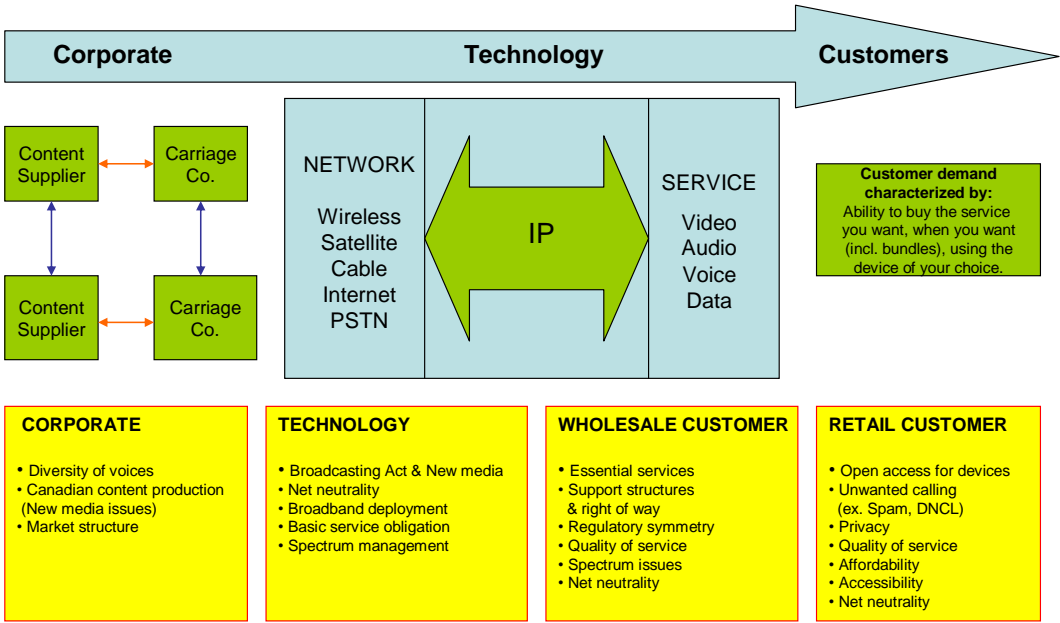 Corporate
Technology
Customers
Content
Supplier
Carriage
Co.
Content
Supplier
Carriage
Co.
NETWORK
Wireless
Satellite
Cable
Internet
PSTN
IP
SERVICE
Video
Audio
Voice
Data
Customer demand
characterized by:
Ability to buy the service
you want, when you want
(incl. bundles), using the
device of your choice.
CORPORATE
• Diversity of voices
• Canadian content production
(New media issues)
• Market structure
TECHNOLOGY
• Broadcasting Act & New media
• Net neutrality
• Broadband deployment
• Basic service obligation
• Spectrum management
WHOLESALE CUSTOMER
• Essential services
• Support structures
& right of way
• Regulatory symmetry
• Quality of service
• Spectrum issues
• Net neutrality
RETAIL CUSTOMER
• Open access for devices
• Unwanted calling
(ex. Spam, DNCL)
• Privacy
• Quality of service
• Affordability
• Accessibility
• Net neutrality